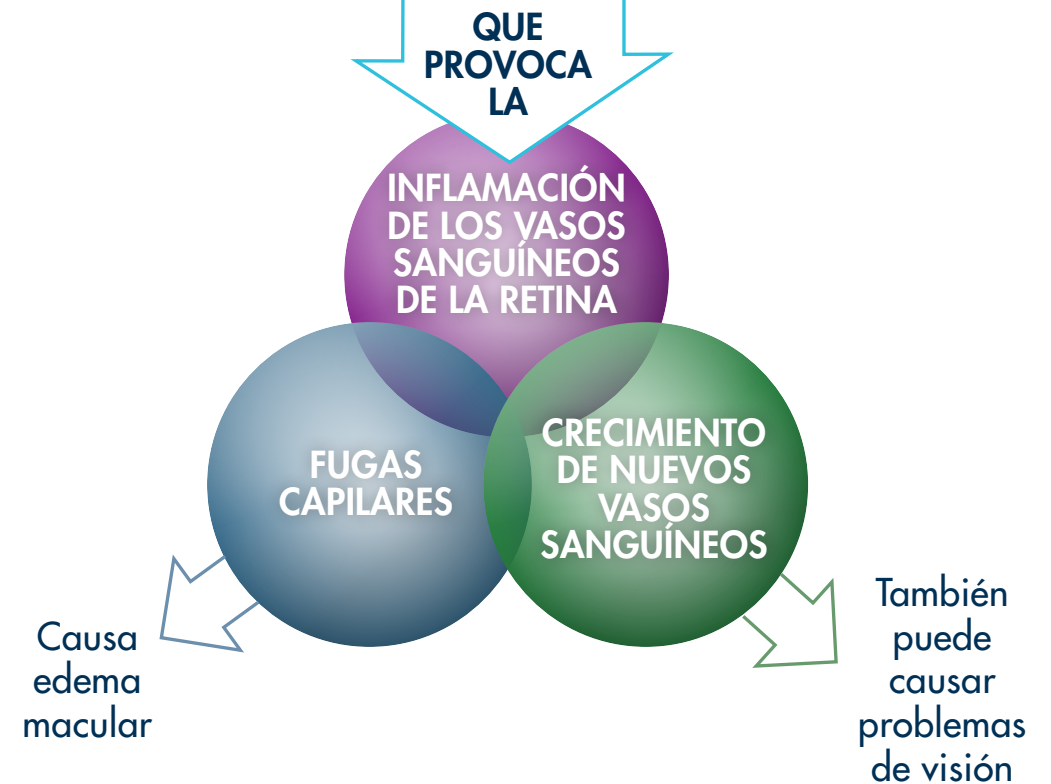 QUE
PROVOCA
LA
INFLAMACIÓN
DE LOS VASOS
SANGUÍNEOS
DE LA RETINA
FUGAS
CAPILARES
CRECIMIENTO
DE NUEVOS
VASOS
SANGUÍNEOS
Causa
edema
macular
También
puede
causar
problemas
de visión